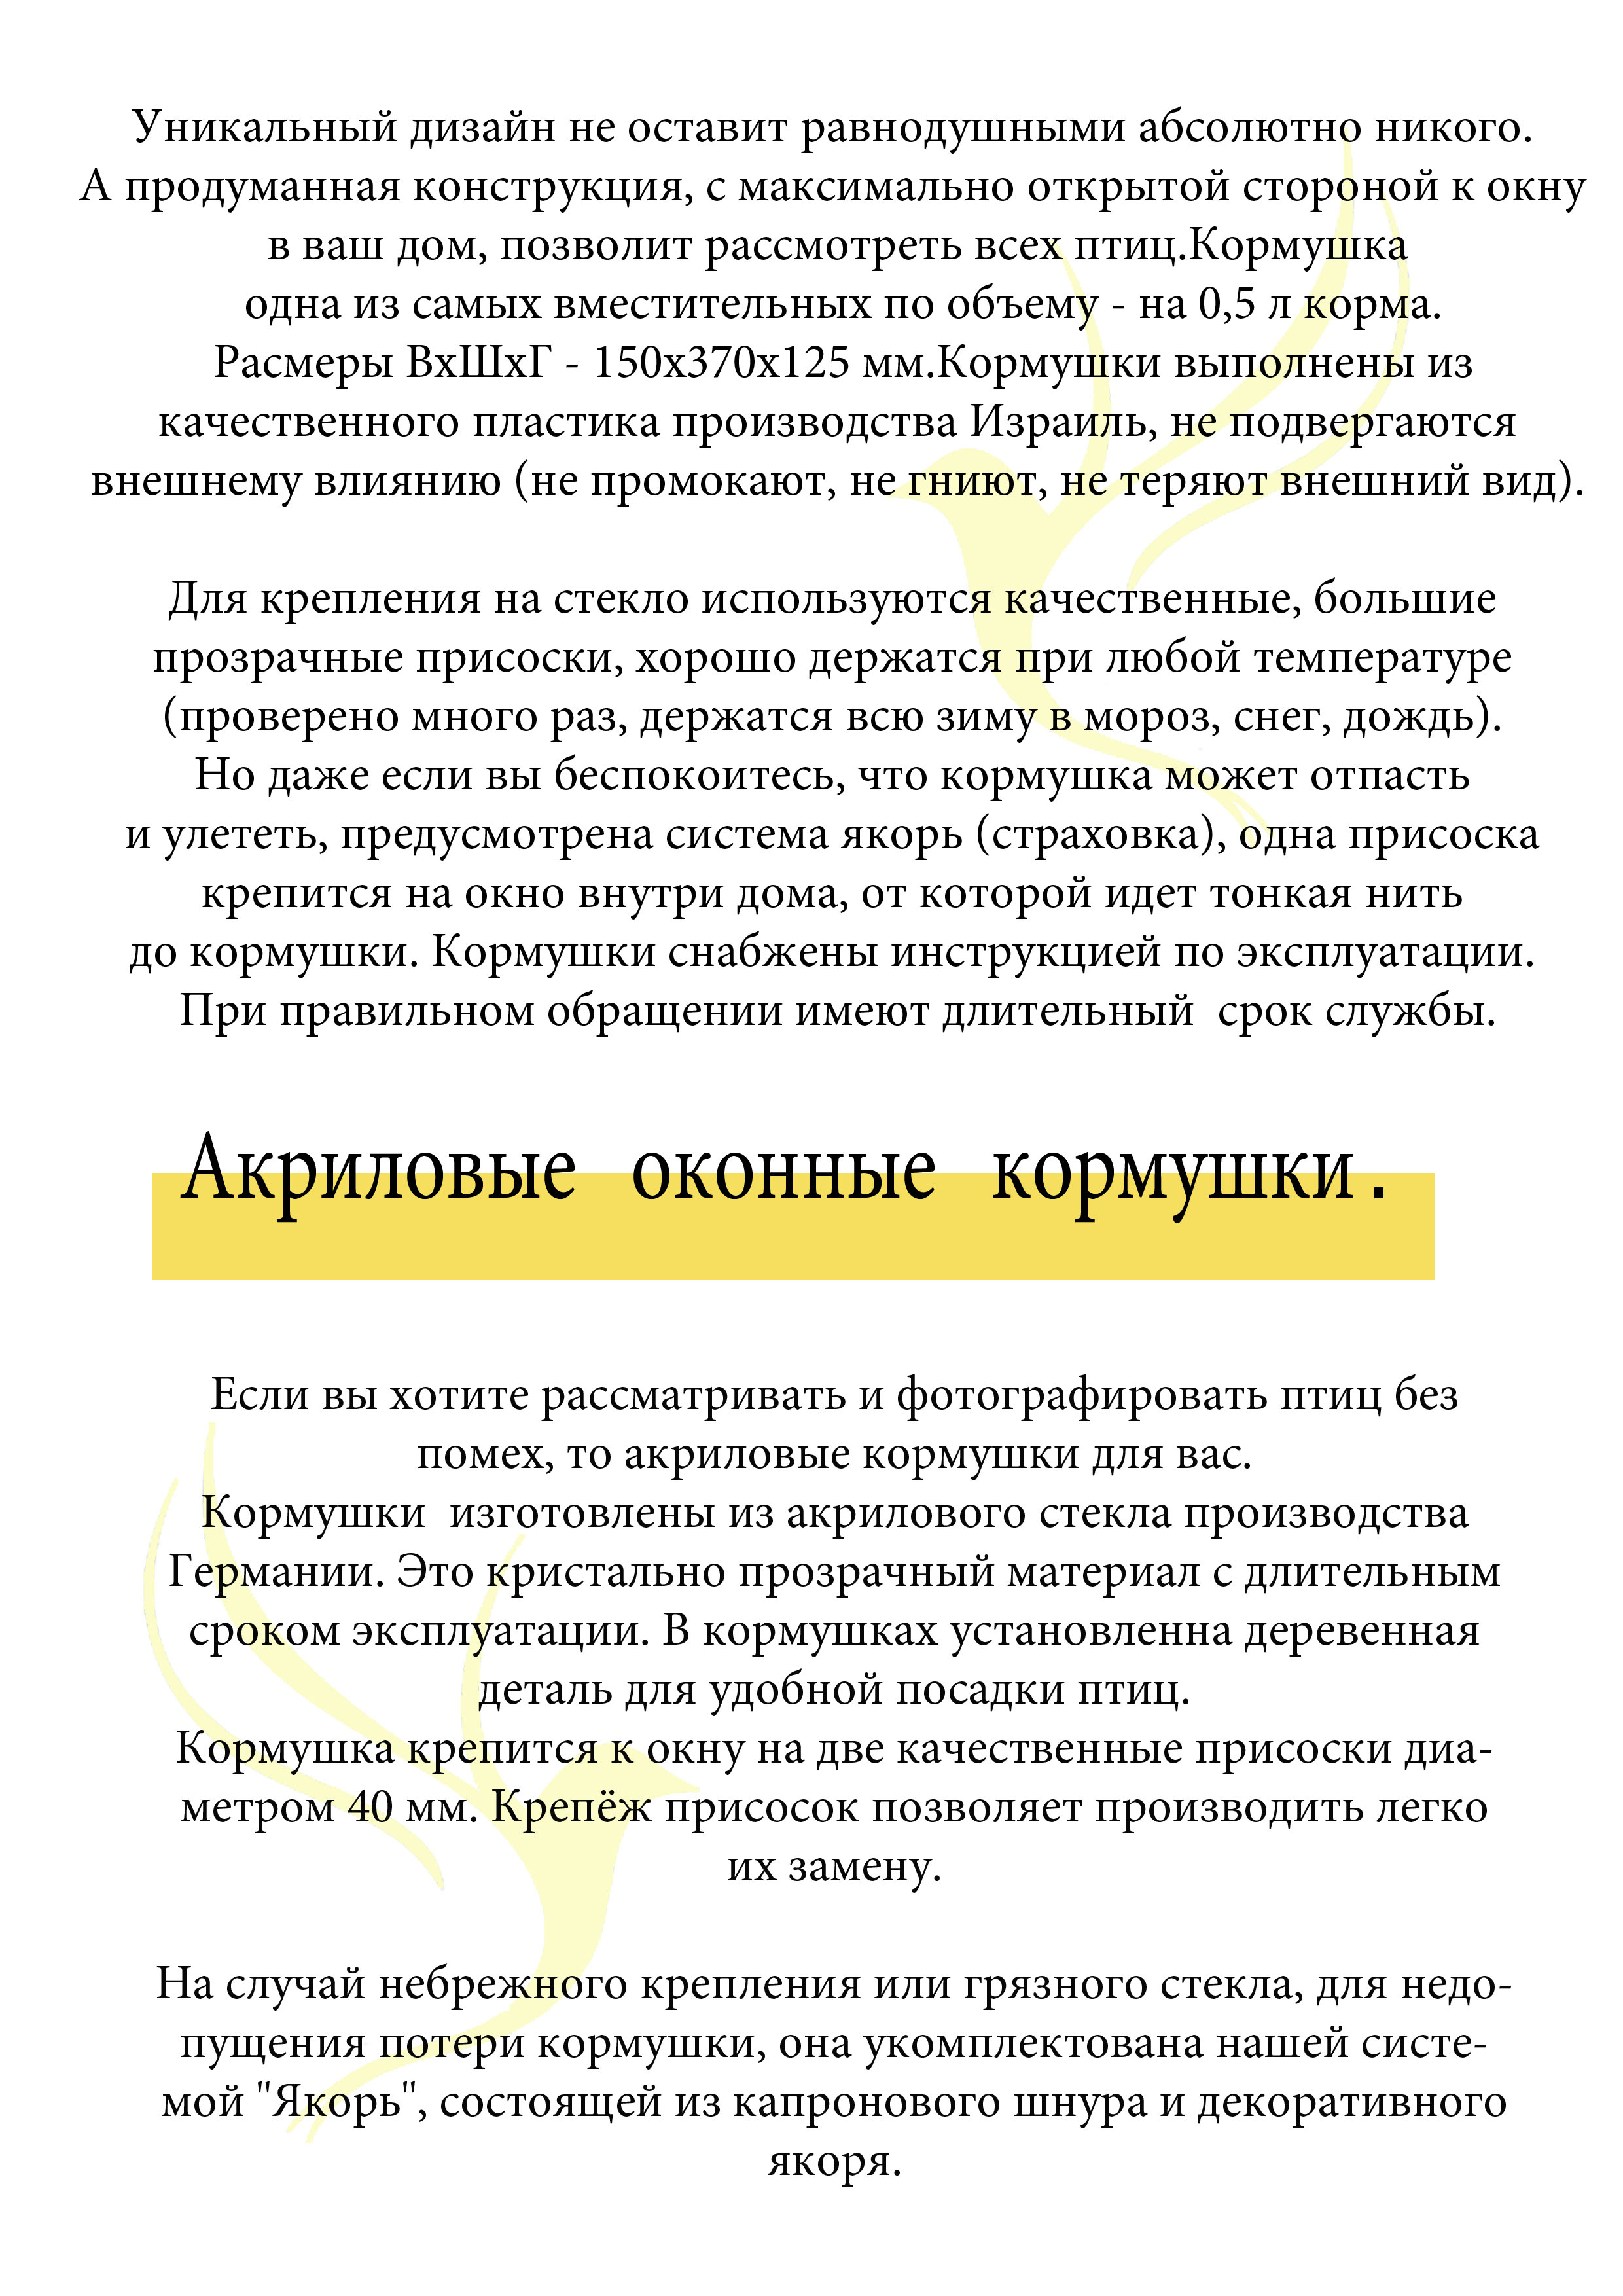 Уникальный дизайн не оставит равнодушными абсолютно никого.
А продуманная конструкция, с максимально открытой стороной к окну
в ваш дом, позволит рассмотреть всех птиц.Кормушка
одна из самых вместительных по объему - на 0,5 л корма.
Расмеры ВхШхГ - 150х370х125 мм.Кормушки выполнены из
качественного пластика производства Израиль, не подвергаются
внешнему влиянию (не промокают, не гниют, не теряют внешний вид).
Для крепления на стекло используются качественные, большие
прозрачные присоски, хорошо держатся при любой температуре
(проверено много раз, держатся всю зиму в мороз, снег, дождь).
Но даже если вы беспокоитесь, что кормушка может отпасть
и улететь, предусмотрена система якорь (страховка), одна присоска
крепится на окно внутри дома, от которой идет тонкая нить
до кормушки. Кормушки снабжены инструкцией по эксплуатации.
При правильном обращении имеют длительный  срок службы.
Акриловые оконные кормушки.
Если вы хотите рассматривать и фотографировать птиц без
помех, то акриловые кормушки для вас.
Кормушки  изготовлены из акрилового стекла производства
Германии. Это кристально прозрачный материал с длительным
сроком эксплуатации. В кормушках установленна деревенная
деталь для удобной посадки птиц.
Кормушка крепится к окну на две качественные присоски диа-
метром 40 мм. Крепёж присосок позволяет производить легко
их замену.
На случай небрежного крепления или грязного стекла, для недо-
пущения потери кормушки, она укомплектована нашей систе-
мой "Якорь", состоящей из капронового шнура и декоративного
якоря.